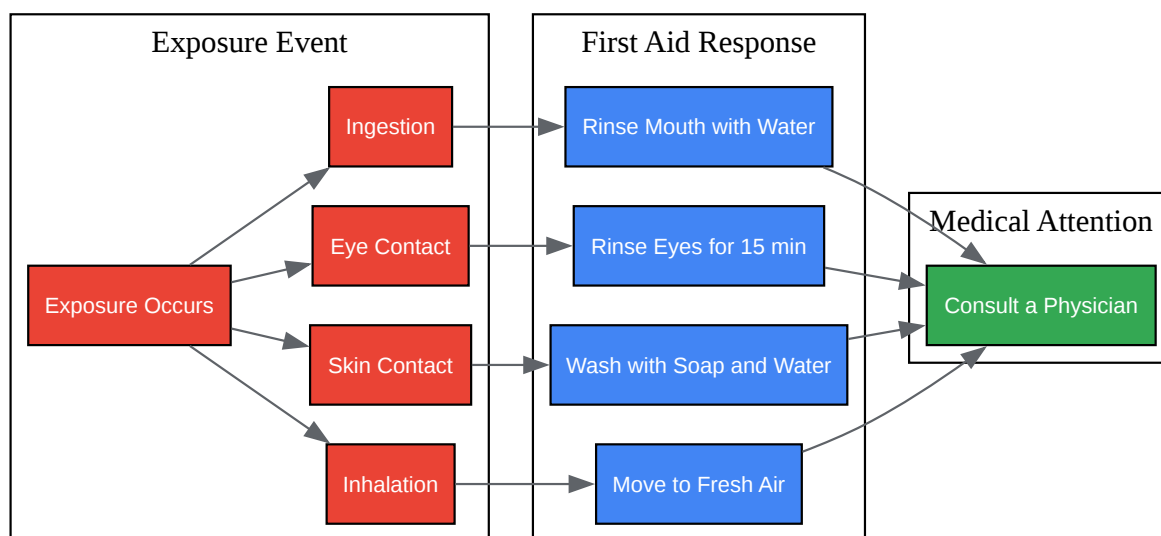 Exposure Event
First Aid Response
Medical Attention
Exposure Occurs
Ingestion
Eye Contact
Skin Contact
Inhalation
Rinse Mouth with Water
Rinse Eyes for 15 min
Wash with Soap and Water
Move to Fresh Air
Consult a Physician